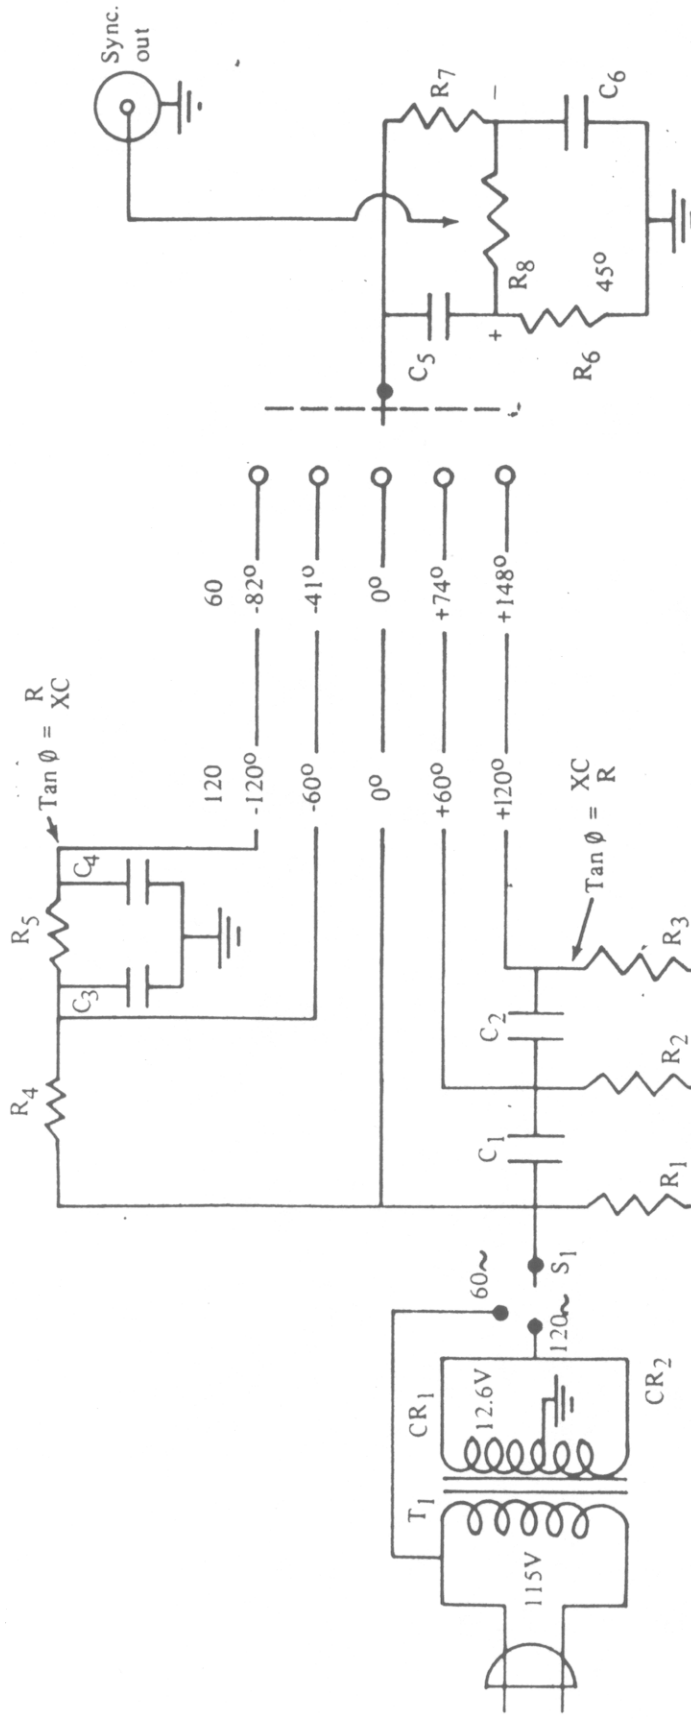 Sync.
out
R7
C6
R8
45°
+
−
C5
R6
60
-82°
-41°
0°
+74°
+148°
120
-120°
-60°
0°
+60°
+120°
Tan ø = R
XC
Tan ø = XC
R
R5
C4
C3
R4
C2
C1
R3
R2
R1
S1
60~
120~
CR1
12.6V
CR2
T1
115V